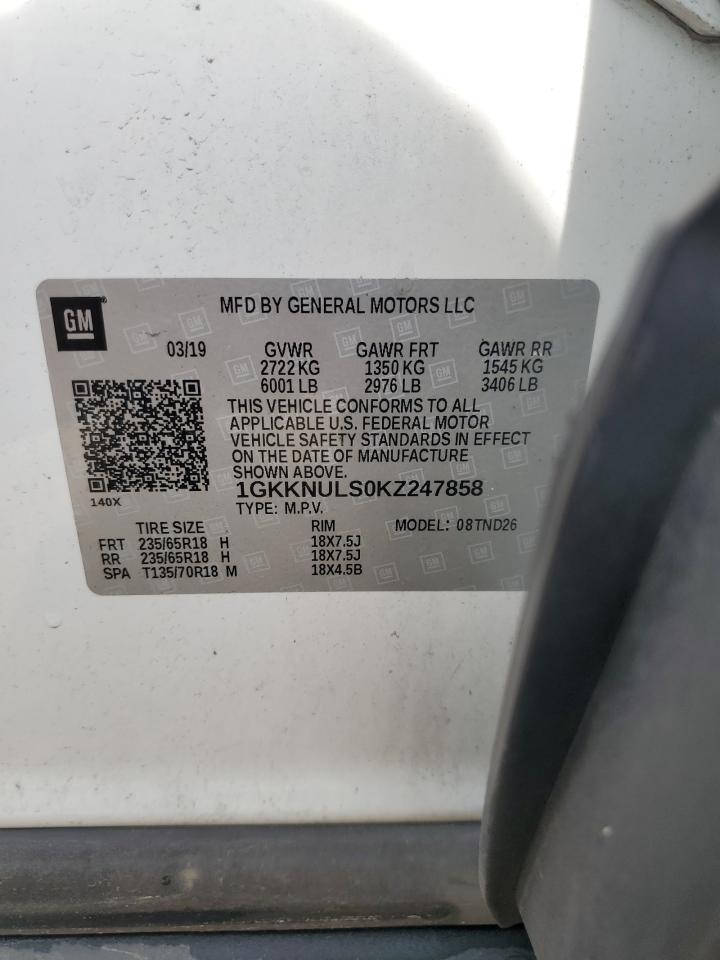 GM
MFD BY GENERAL MOTORS LLC
03/19 GVWR GAWR FRT GAWR RR
2722 KG 1350 KG 1545 KG
6001 LB 2976 LB 3406 LB
THIS VEHICLE CONFORMS TO ALL
APPLICABLE U.S. FEDERAL MOTOR
VEHICLE SAFETY STANDARDS IN EFFECT
ON THE DATE OF MANUFACTURE
SHOWN ABOVE.
140X 1GKKNULS0KZ247858
TYPE: M.P.V.
TIRE SIZE RIM MODEL: 08TND26
FRT 235/65R18 H 18X7.5J
RR 235/65R18 H 18X7.5J
SPA T135/70R18 M 18X4.5B